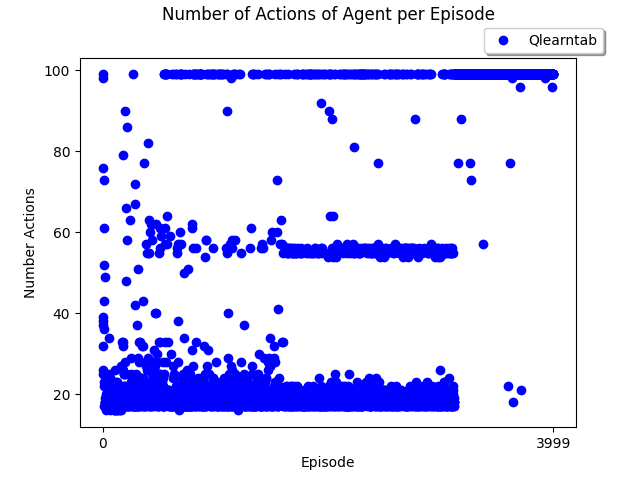 Number of Actions of Agent per Episode
Qlearntab
100
80
60
40
20
Number Actions
0 3999
Episode